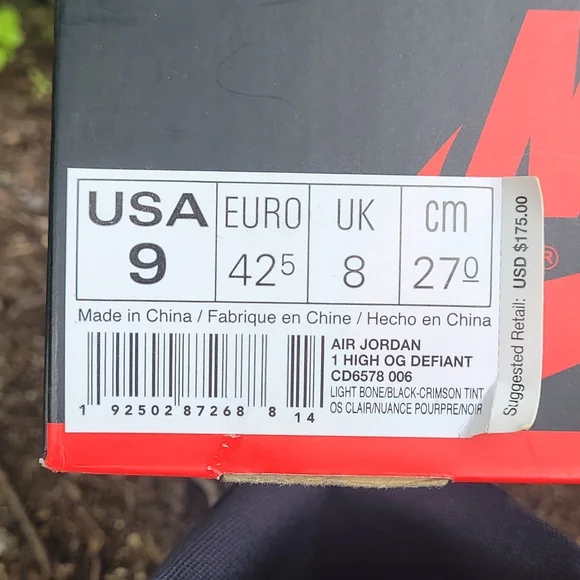 USA EURO UK cm
9 42⁵ 8 27⁰
Made in China / Fabrique en Chine / Hecho en China
AIR JORDAN
1 HIGH OG DEFIANT
CD6578 006
LIGHT BONE/BLACK-CRIMSON TINT
OS CLAIR/NUANCE POURPRE/NOIR
1 92502 87268 8 14
Suggested Retail: USD $175.00
®